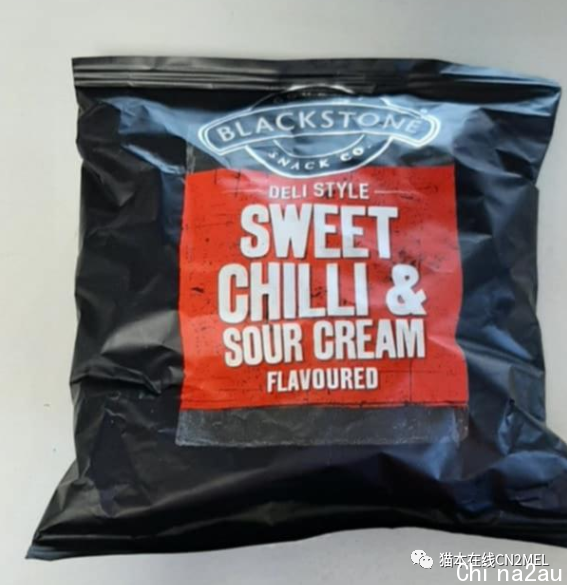 BLACKSTONE
SNACK CO.
DELI STYLE
SWEET
CHILLI &
SOUR CREAM
FLAVOURED
猫本在线CN2MEL
Chi na2au